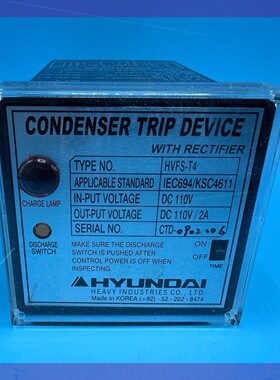 CONDENSER TRIP DEVICE
WITH RECTIFIER
TYPE NO. HVFS-T4
APPLICABLE STANDARD IEC694/KSC4611
IN-PUT VOLTAGE DC 110V
OUT-PUT VOLTAGE DC 110V / 2A
SERIAL NO. CTD-
CHARGE LAMP
DISCHARGE
SWITCH
MAKE SURE THE DISCHARGE
SWITCH IS PUSHED AFTER
CONTROL POWER IS OFF WHEN
INSPECTING.
ON
OFF
TIME
HYUNDAI
HEAVY INDUSTRIES CO., LTD.
Made in KOREA (+82) - 52 - 202 - 8474